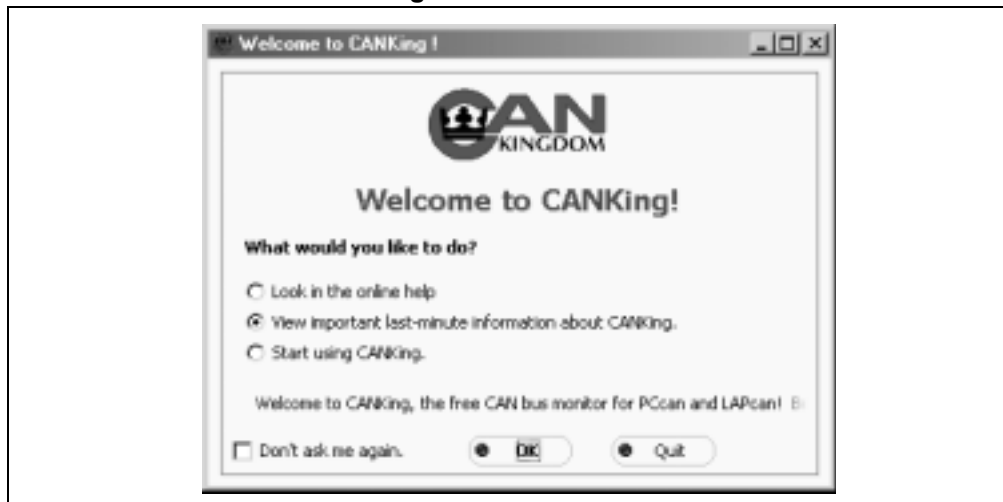 Welcome to CANKing !
CAN
KINGDOM
Welcome to CANKing!
What would you like to do?
Look in the online help
View important last-minute information about CANKing.
Start using CANKing.
Welcome to CANKing, the free CAN bus monitor for PCcan and LAPcan!
Don't ask me again.
OK
Quit